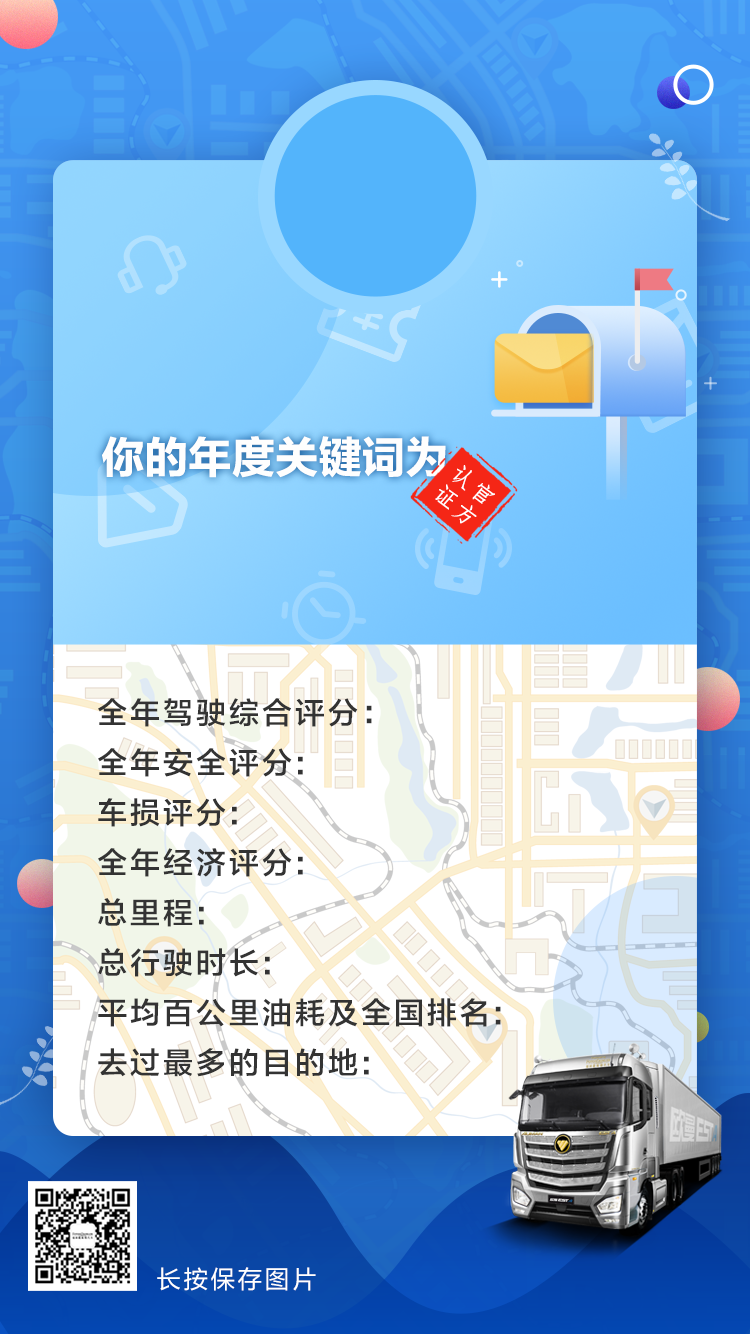 你的年度关键词为
官方
认证
全年驾驶综合评分：
全年安全评分：
车损评分：
全年经济评分：
总里程：
总行驶时长：
平均百公里油耗及全国排名：
去过最多的目的地：
欧曼EST
长按保存图片